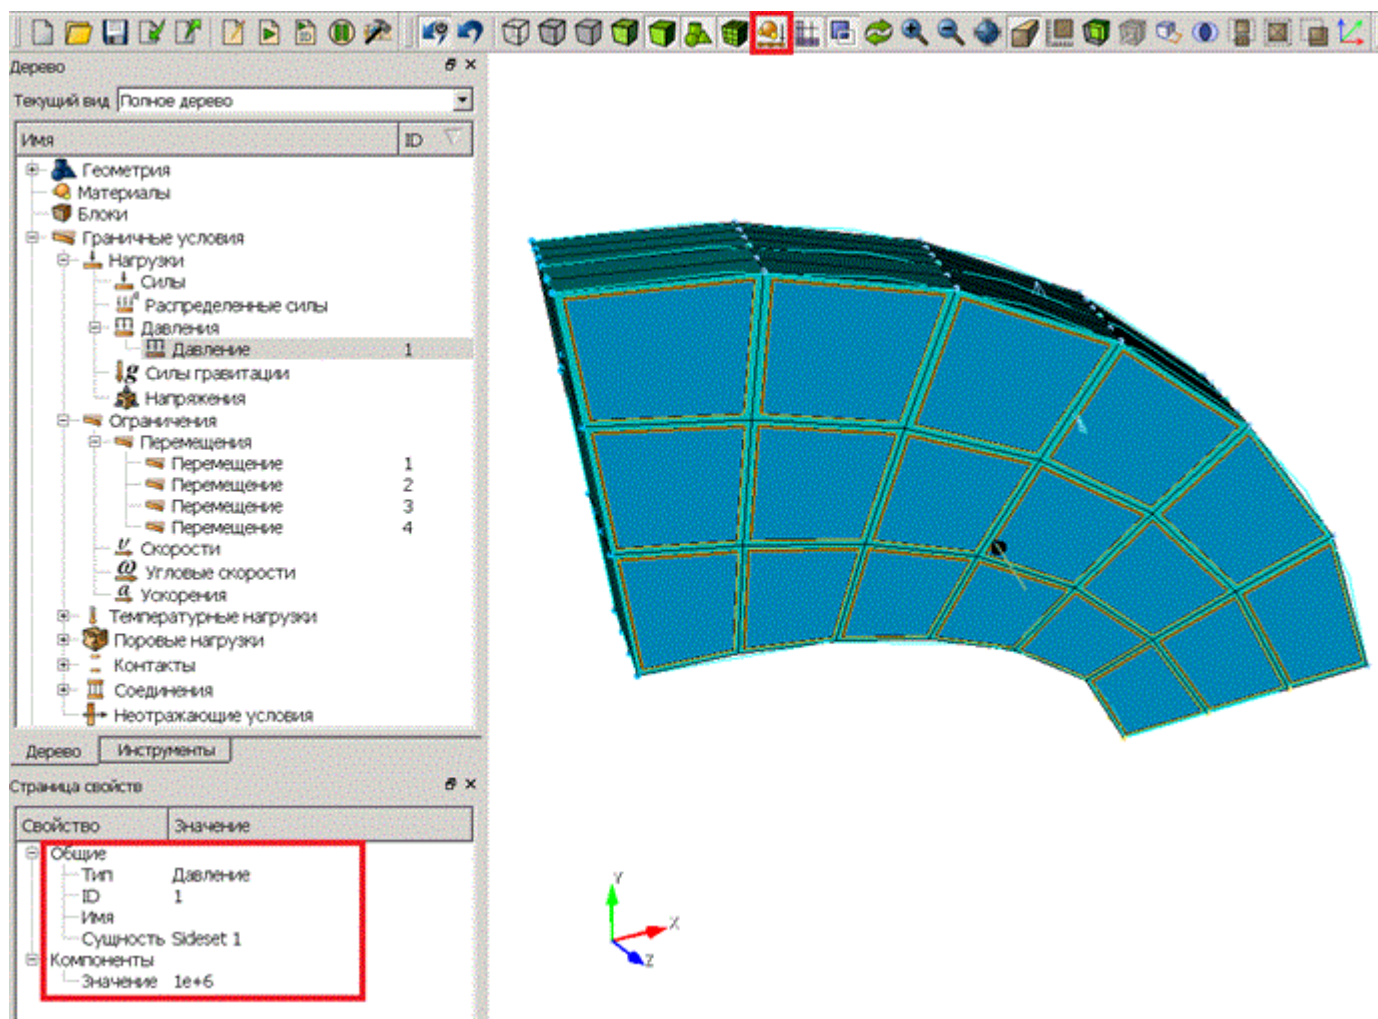 Дерево
Текущий вид Полное дерево
Имя ID
Геометрия
Материалы
Блоки
Граничные условия
Нагрузки
Силы
Распределенные силы
Давления
Давление 1
g Силы гравитации
Напряжения
Ограничения
Перемещения
Перемещение 1
Перемещение 2
Перемещение 3
Перемещение 4
v Скорости
ω Угловые скорости
a Ускорения
Температурные нагрузки
Поровые нагрузки
Контакты
Соединения
Неотражающие условия
Дерево Инструменты
Страница свойств
Свойство Значение
Общие
Тип Давление
ID 1
Имя
Сущность Sideset 1
Компоненты
Значение 1e+6
Y
X
Z